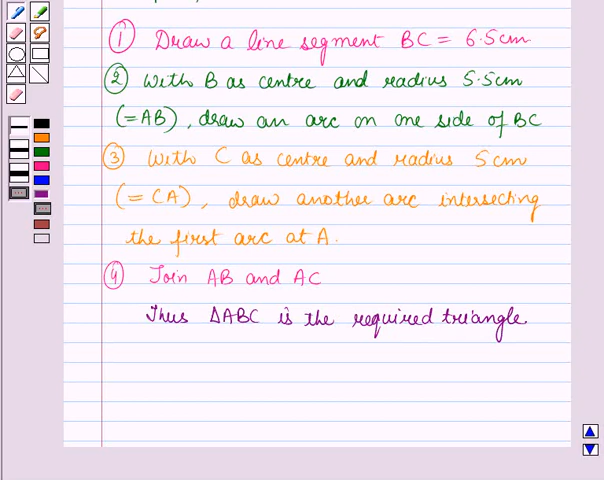 ① Draw a line segment BC = 6.5cm
② With B as centre and radius 5.5cm
(=AB), draw an arc on one side of BC
③ With C as centre and radius 5cm
(= CA), draw another arc intersecting
the first arc at A.
④ Join AB and AC
Thus ΔABC is the required triangle.